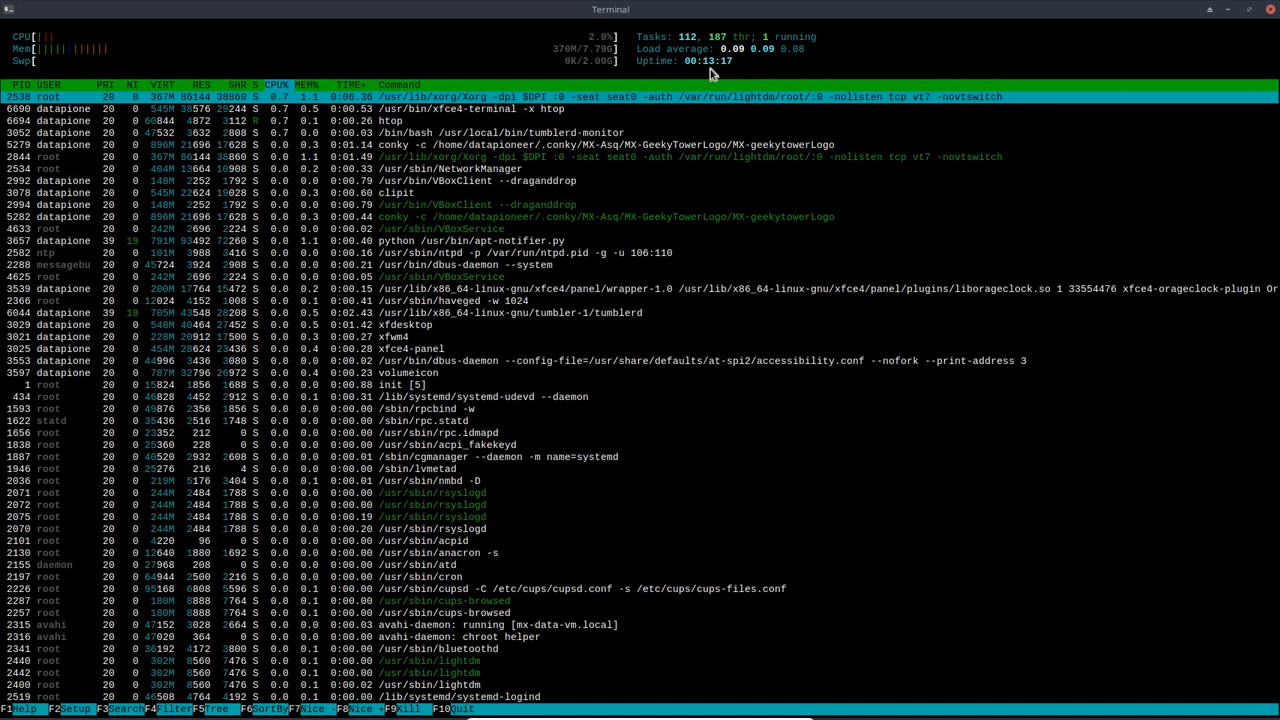 Terminal
CPU[||| 2.0%] Tasks: 112, 187 thr; 1 running
Mem[|||||||||||||| 370M/7.79G] Load average: 0.09 0.09 0.08
Swp[ 0K/2.00G] Uptime: 00:13:17
PID USER PRI NI VIRT RES SHR S CPU% MEM% TIME+ Command
2538 root 20 0 367M 86144 38860 S 0.7 1.1 0:06.36 /usr/lib/xorg/Xorg -dpi $DPI :0 -seat seat0 -auth /var/run/lightdm/root/:0 -nolisten tcp vt7 -novtswitch
6690 datapione 20 0 545M 38576 29244 S 0.7 0.5 0:00.53 /usr/bin/xfce4-terminal -x htop
6694 datapione 20 0 60844 4872 3112 R 0.7 0.1 0:00.26 htop
3052 datapione 20 0 47532 3632 2808 S 0.7 0.0 0:03.12 /bin/bash /usr/local/bin/tumblerd-monitor
5279 datapione 20 0 896M 21696 17628 S 0.0 0.3 0:01.14 conky -c /home/datapioneer/.conky/MX-Asq/MX-GeekyTowerLogo/MX-geekytowerLogo
2844 root 20 0 367M 86144 38860 S 0.0 1.1 0:01.49 /usr/lib/xorg/Xorg -dpi $DPI :0 -seat seat0 -auth /var/run/lightdm/root/:0 -nolisten tcp vt7 -novtswitch
2534 root 20 0 404M 13664 10908 S 0.0 0.2 0:00.33 /usr/sbin/NetworkManager
2992 datapione 20 0 148M 2252 1792 S 0.0 0.0 0:00.79 /usr/bin/VBoxClient --draganddrop
3078 datapione 20 0 545M 22624 19028 S 0.0 0.3 0:00.60 clipit
2994 datapione 20 0 148M 2252 1792 S 0.0 0.0 0:00.79 /usr/bin/VBoxClient --draganddrop
5282 datapione 20 0 896M 21696 17628 S 0.0 0.3 0:00.44 conky -c /home/datapioneer/.conky/MX-Asq/MX-GeekyTowerLogo/MX-geekytowerLogo
4633 root 20 0 242M 2696 2224 S 0.0 0.0 0:00.02 /usr/sbin/VBoxService
3657 datapione 39 19 791M 93492 72260 S 0.0 1.1 0:00.40 python /usr/bin/apt-notifier.py
2582 ntp 20 0 101M 3988 3416 S 0.0 0.0 0:00.16 /usr/sbin/ntpd -p /var/run/ntpd.pid -g -u 106:110
2288 messagebu 20 0 45724 3924 2908 S 0.0 0.0 0:00.21 /usr/bin/dbus-daemon --system
4625 root 20 0 242M 2696 2224 S 0.0 0.0 0:00.05 /usr/sbin/VBoxService
3539 datapione 20 0 200M 17764 15472 S 0.0 0.2 0:00.15 /usr/lib/x86_64-linux-gnu/xfce4/panel/wrapper-1.0 /usr/lib/x86_64-linux-gnu/xfce4/panel/plugins/liborageclock.so 1 33554476 xfce4-orageclock-plugin Or
2366 root 20 0 12024 4152 1008 S 0.0 0.1 0:00.41 /usr/sbin/haveged -w 1024
6044 datapione 39 19 705M 43548 28208 S 0.0 0.5 0:02.43 /usr/lib/x86_64-linux-gnu/tumbler-1/tumblerd
3029 datapione 20 0 548M 40464 27452 S 0.0 0.5 0:01.42 xfdesktop
3021 datapione 20 0 228M 20912 17500 S 0.0 0.3 0:00.27 xfwm4
3025 datapione 20 0 454M 28624 23436 S 0.0 0.4 0:00.28 xfce4-panel
3553 datapione 20 0 44996 3436 3080 S 0.0 0.0 0:00.02 /usr/bin/dbus-daemon --config-file=/usr/share/defaults/at-spi2/accessibility.conf --nofork --print-address 3
3597 datapione 20 0 787M 32796 26972 S 0.0 0.4 0:00.23 volumeicon
1 root 20 0 15824 1856 1688 S 0.0 0.0 0:00.88 init [5]
434 root 20 0 46828 4452 2912 S 0.0 0.1 0:00.31 /lib/systemd/systemd-udevd --daemon
1593 root 20 0 49876 2356 1856 S 0.0 0.0 0:00.00 /sbin/rpcbind -w
1622 statd 20 0 35436 2516 1748 S 0.0 0.0 0:00.00 /sbin/rpc.statd
1656 root 20 0 23352 212 0 S 0.0 0.0 0:00.00 /usr/sbin/rpc.idmapd
1838 root 20 0 25360 228 0 S 0.0 0.0 0:00.00 /usr/sbin/acpi_fakekeyd
1887 root 20 0 40520 2932 2608 S 0.0 0.0 0:00.01 /sbin/cgmanager --daemon -m name=systemd
1946 root 20 0 25276 216 4 S 0.0 0.0 0:00.00 /sbin/lvmetad
2036 root 20 0 219M 5176 3404 S 0.0 0.1 0:00.01 /usr/sbin/nmbd -D
2071 root 20 0 244M 2484 1788 S 0.0 0.0 0:00.00 /usr/sbin/rsyslogd
2072 root 20 0 244M 2484 1788 S 0.0 0.0 0:00.00 /usr/sbin/rsyslogd
2075 root 20 0 244M 2484 1788 S 0.0 0.0 0:00.19 /usr/sbin/rsyslogd
2070 root 20 0 244M 2484 1788 S 0.0 0.0 0:00.20 /usr/sbin/rsyslogd
2101 root 20 0 4220 96 0 S 0.0 0.0 0:00.00 /usr/sbin/acpid
2130 root 20 0 12640 1880 1692 S 0.0 0.0 0:00.00 /usr/sbin/anacron -s
2155 daemon 20 0 27968 208 0 S 0.0 0.0 0:00.00 /usr/sbin/atd
2197 root 20 0 64944 2500 2216 S 0.0 0.0 0:00.00 /usr/sbin/cron
2226 root 20 0 95168 6808 5596 S 0.0 0.1 0:00.00 /usr/sbin/cupsd -C /etc/cups/cupsd.conf -s /etc/cups/cups-files.conf
2287 root 20 0 180M 8888 7764 S 0.0 0.1 0:00.00 /usr/sbin/cups-browsed
2257 root 20 0 180M 8888 7764 S 0.0 0.1 0:00.00 /usr/sbin/cups-browsed
2315 avahi 20 0 47152 3028 2664 S 0.0 0.0 0:00.03 avahi-daemon: running [mx-data-vm.local]
2316 avahi 20 0 47020 364 0 S 0.0 0.0 0:00.00 avahi-daemon: chroot helper
2341 root 20 0 36192 4172 3800 S 0.0 0.1 0:00.00 /usr/sbin/bluetoothd
2440 root 20 0 302M 8560 7476 S 0.0 0.1 0:00.00 /usr/sbin/lightdm
2442 root 20 0 302M 8560 7476 S 0.0 0.1 0:00.00 /usr/sbin/lightdm
2400 root 20 0 302M 8560 7476 S 0.0 0.1 0:00.02 /usr/sbin/lightdm
2519 root 20 0 46508 4764 4192 S 0.0 0.1 0:00.00 /lib/systemd/systemd-logind
F1Help F2Setup F3SearchF4FilterF5Tree F6SortByF7Nice -F8Nice +F9Kill F10Quit